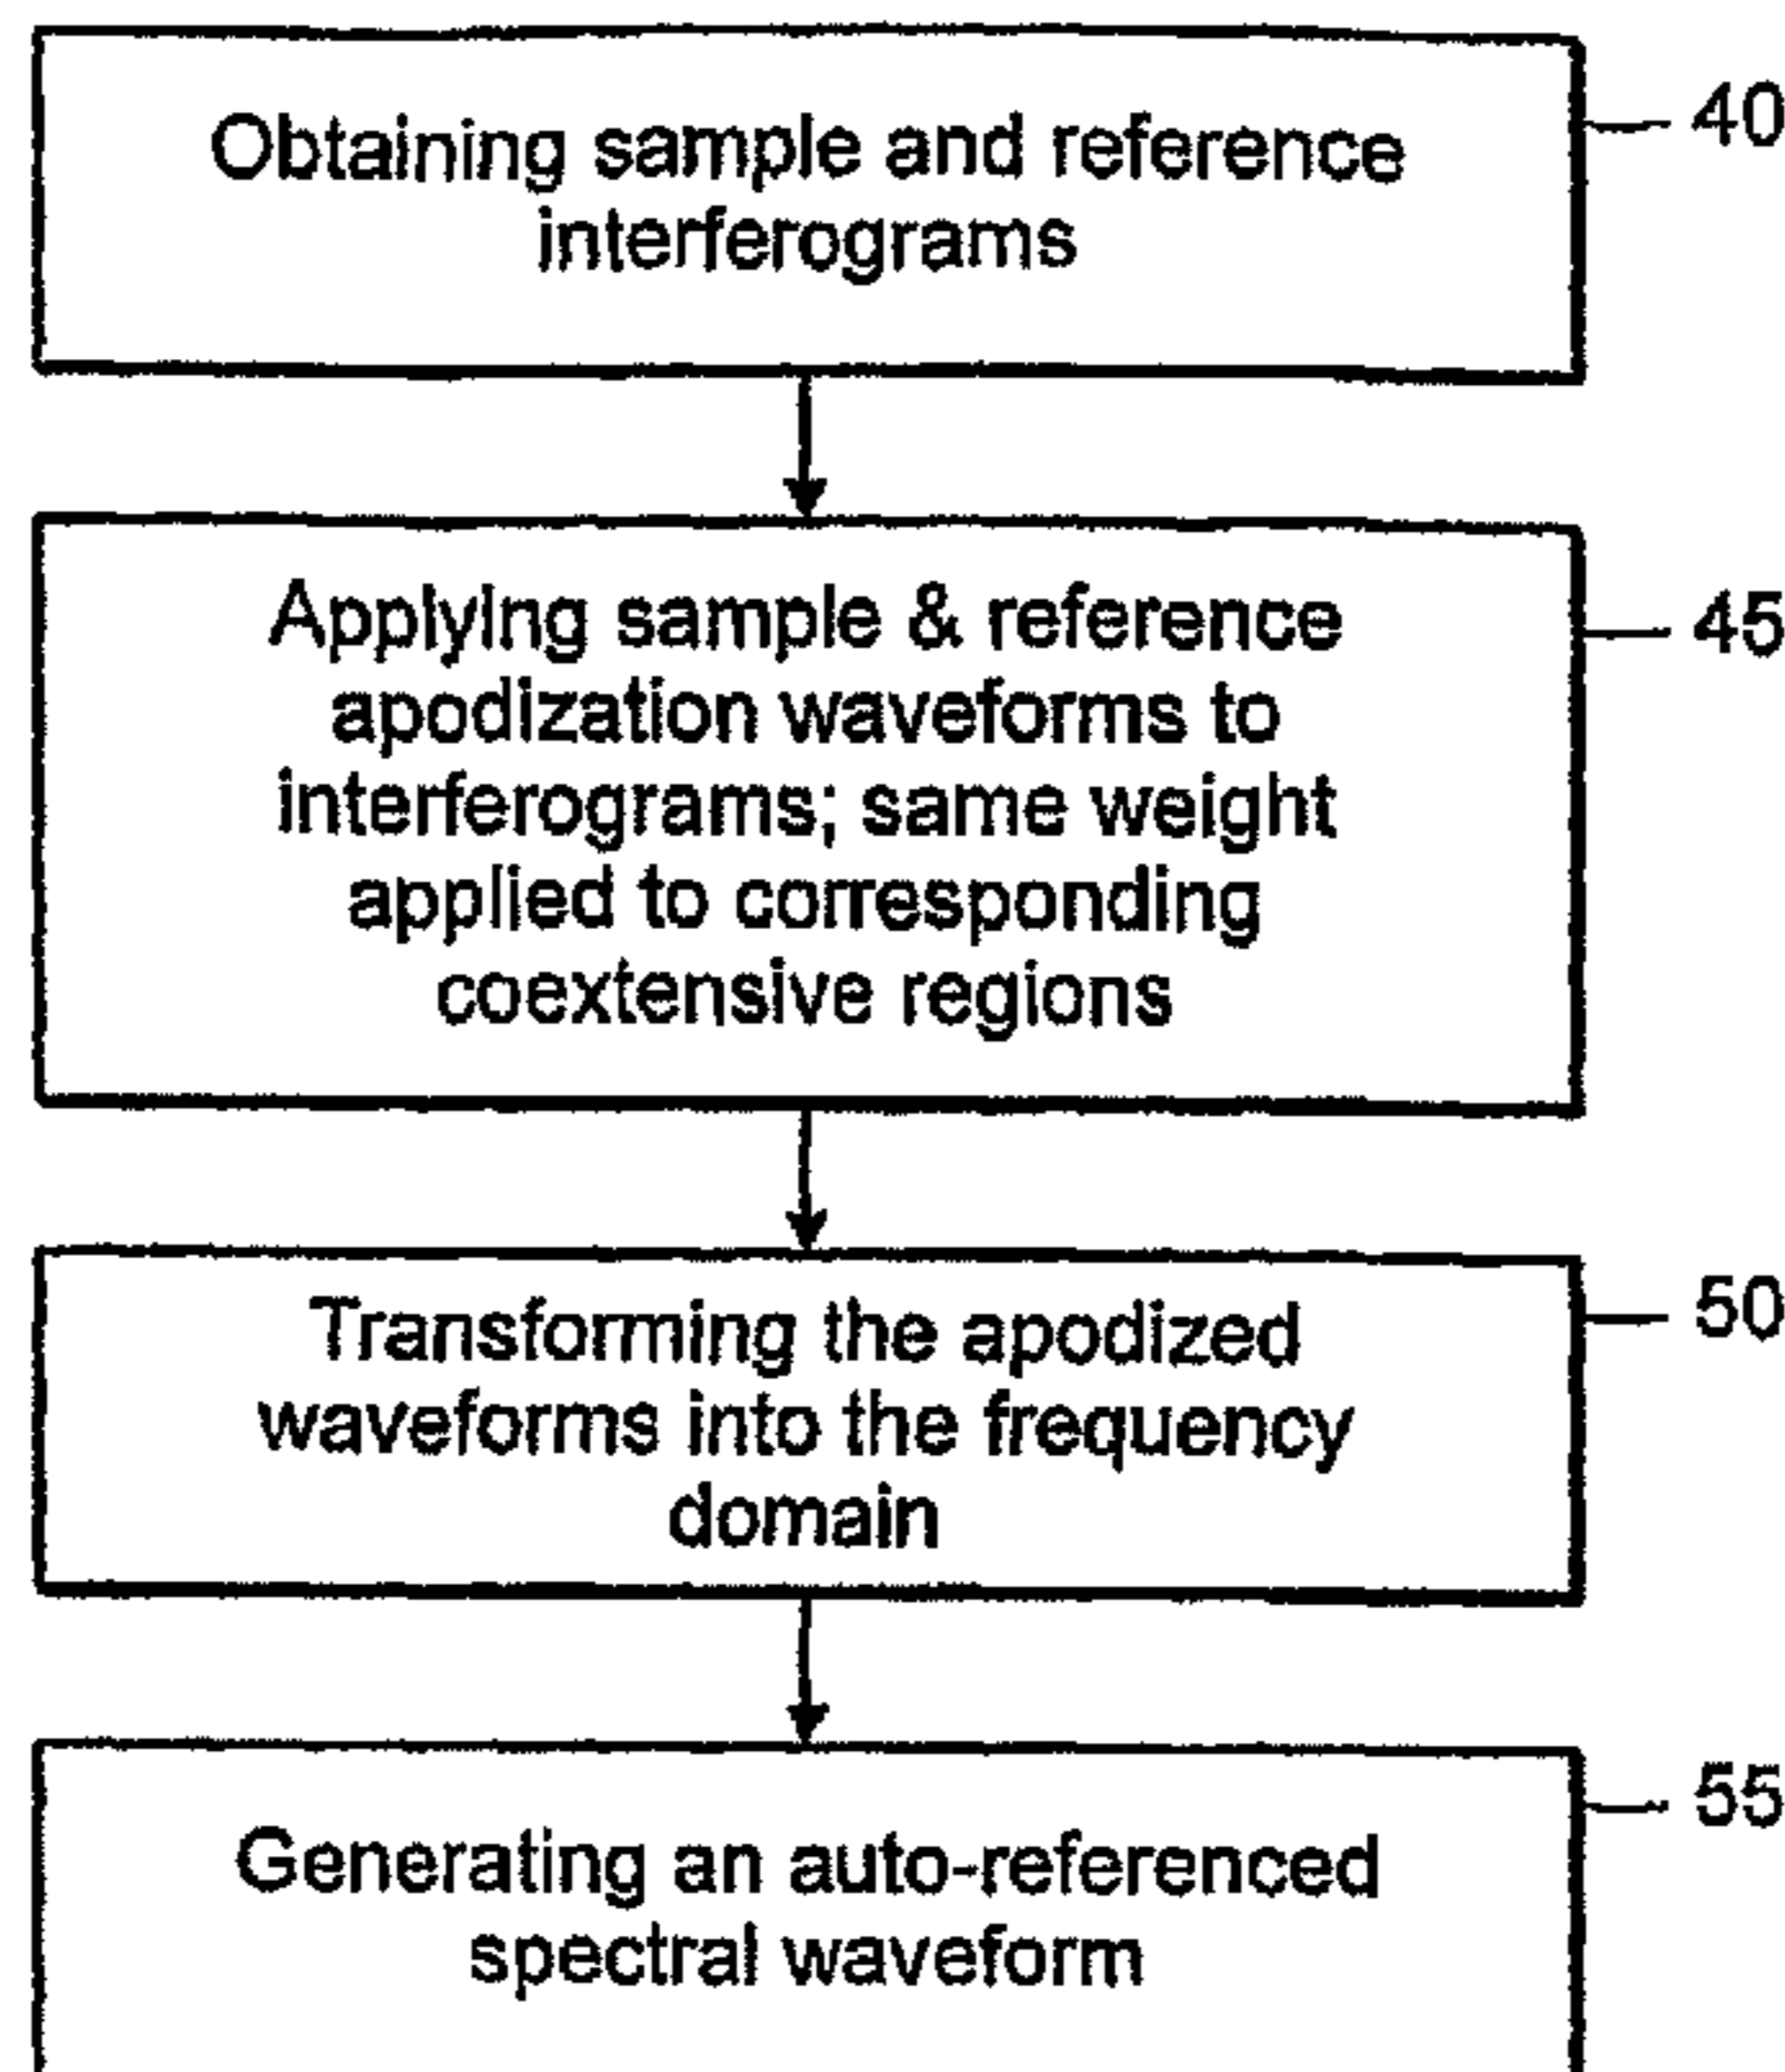 Obtaining sample and reference
interferograms
40
Applying sample & reference
apodization waveforms to
interferograms; same weight
applied to corresponding
coextensive regions
45
Transforming the apodized
waveforms into the frequency
domain
50
Generating an auto-referenced
spectral waveform
55